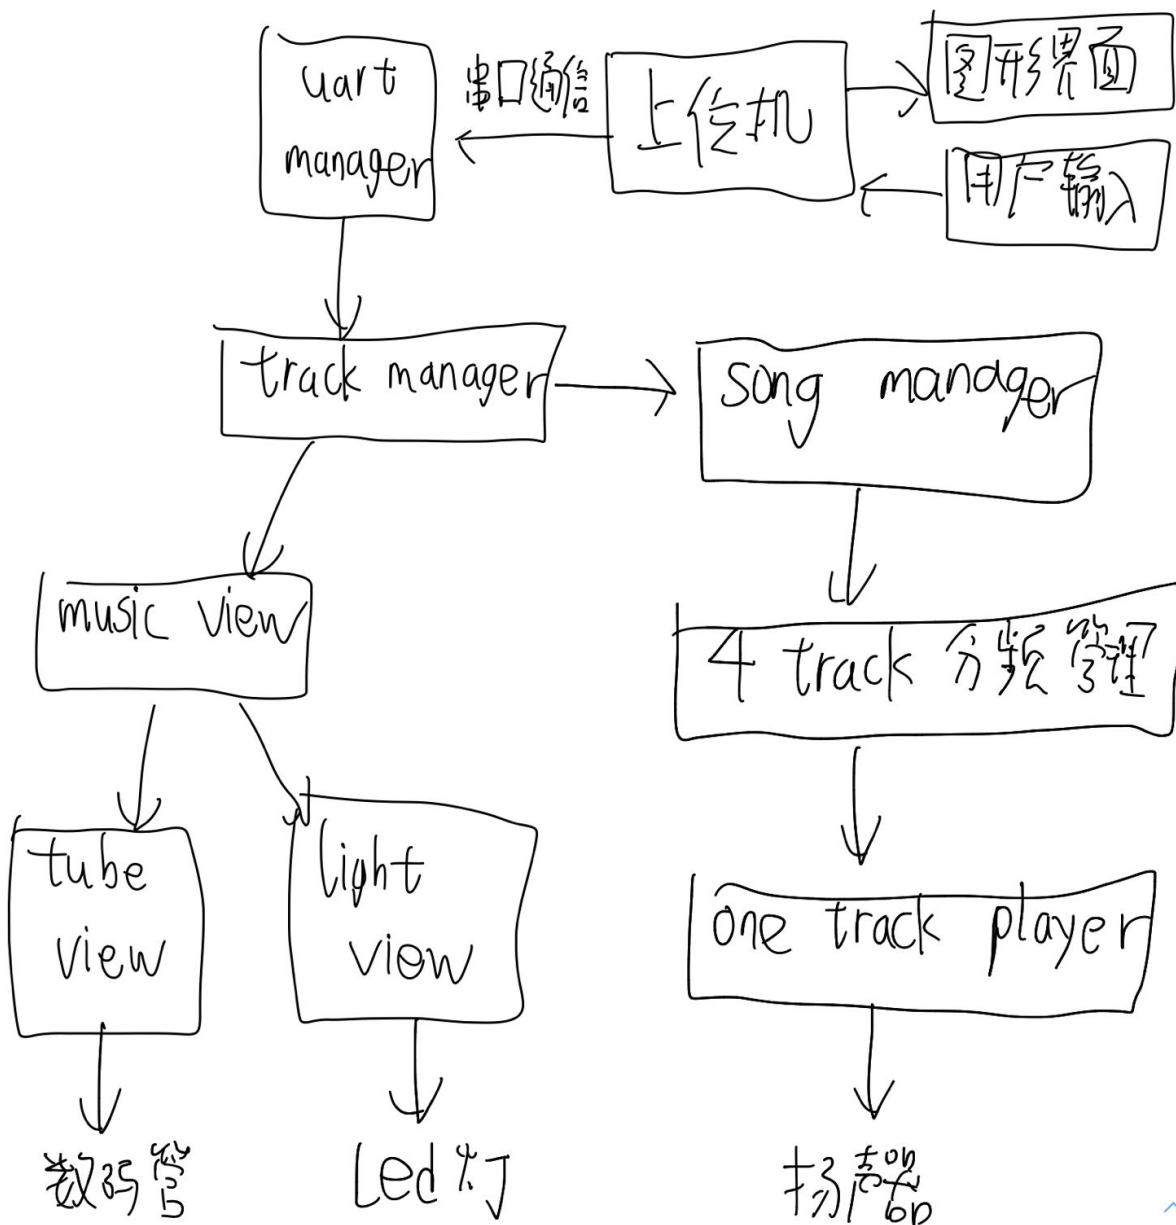 uart
manager
串口通信
上位机
图形界面
用户输入
track manager
song manager
music view
4 track 分频管理
tube
view
light
view
one track player
数码管
Led灯
扬声器